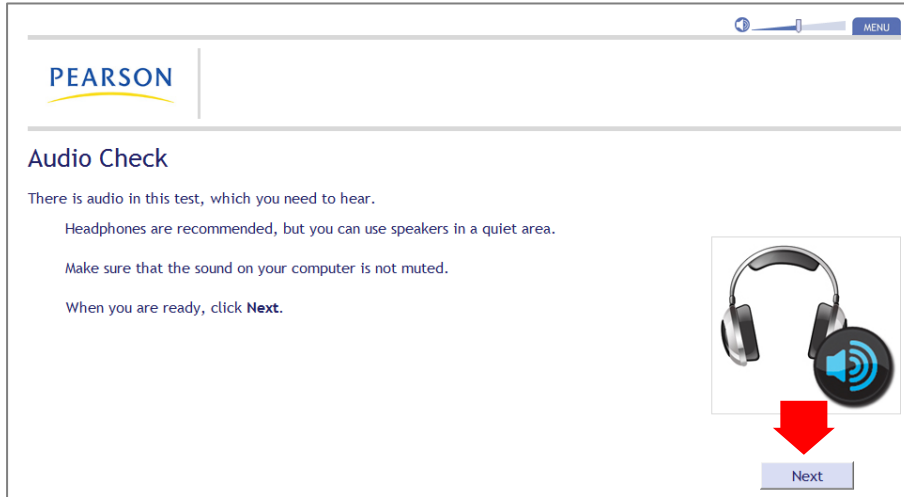 MENU
PEARSON
Audio Check
There is audio in this test, which you need to hear.
Headphones are recommended, but you can use speakers in a quiet area.
Make sure that the sound on your computer is not muted.
When you are ready, click Next.
Next